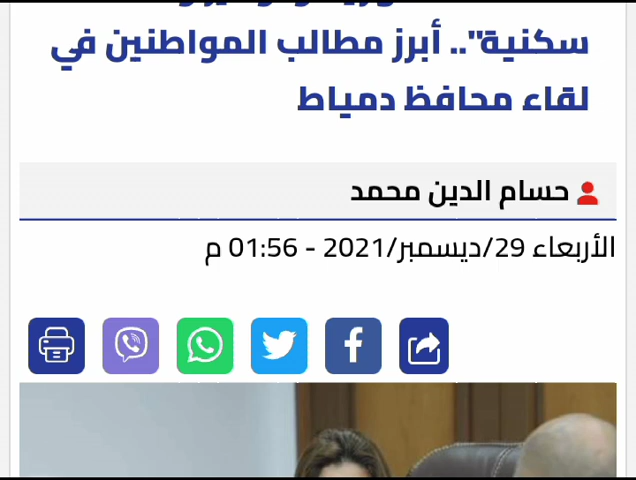 سكنية".. أبرز مطالب المواطنين في
لقاء محافظ دمياط
حسام الدين محمد
الأربعاء 29/ديسمبر/2021 - 01:56 م